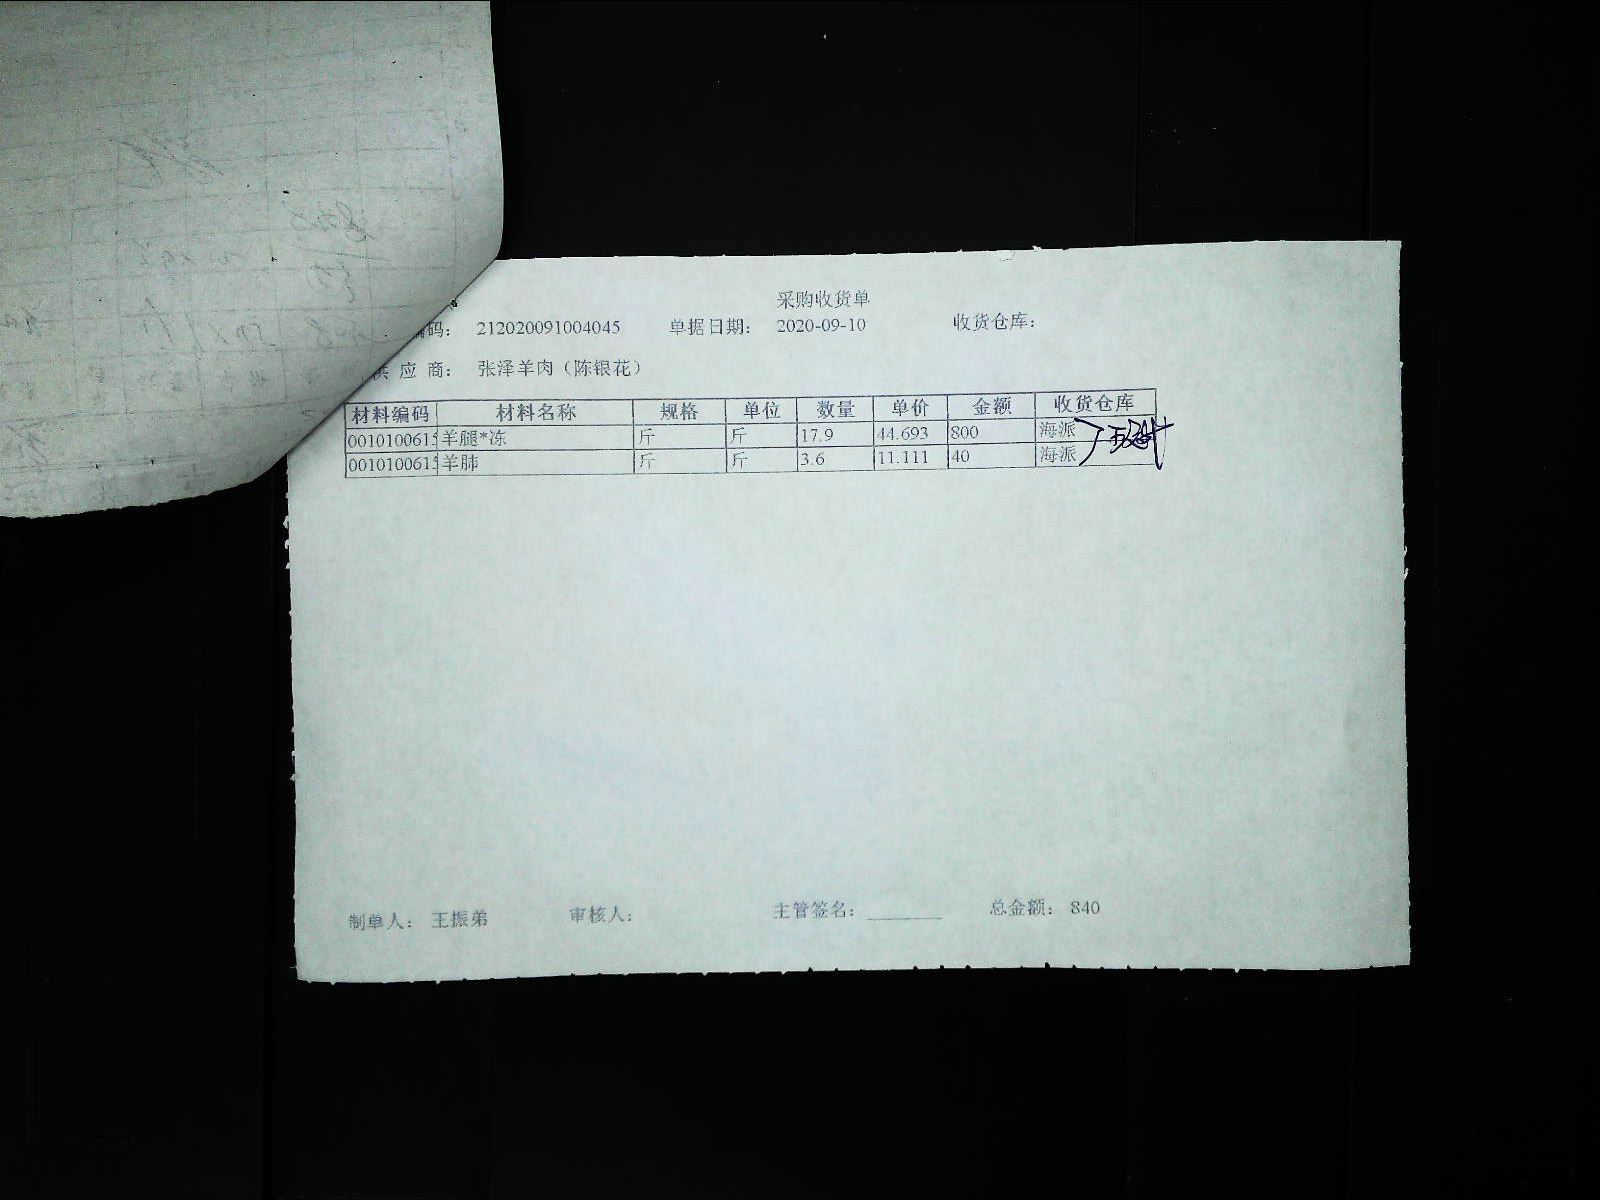 采购收货单
编码： 212020091004045 单据日期： 2020-09-10 收货仓库：
供 应 商： 张泽羊肉（陈银花）
材料编码 材料名称 规格 单位 数量 单价 金额 收货仓库
0010100615 羊腿*冻 斤 斤 17.9 44.693 800 海派
0010100615 羊肺 斤 斤 3.6 11.111 40 海派
制单人： 王振弟 审核人： 主管签名： 总金额： 840